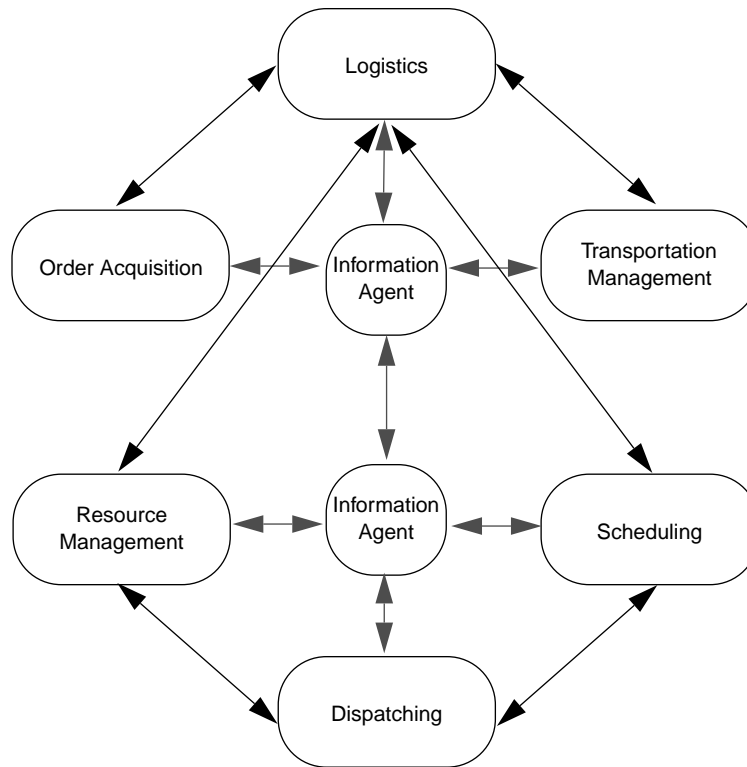 Logistics
Order Acquisition
Information
Agent
Transportation
Management
Resource
Management
Information
Agent
Scheduling
Dispatching